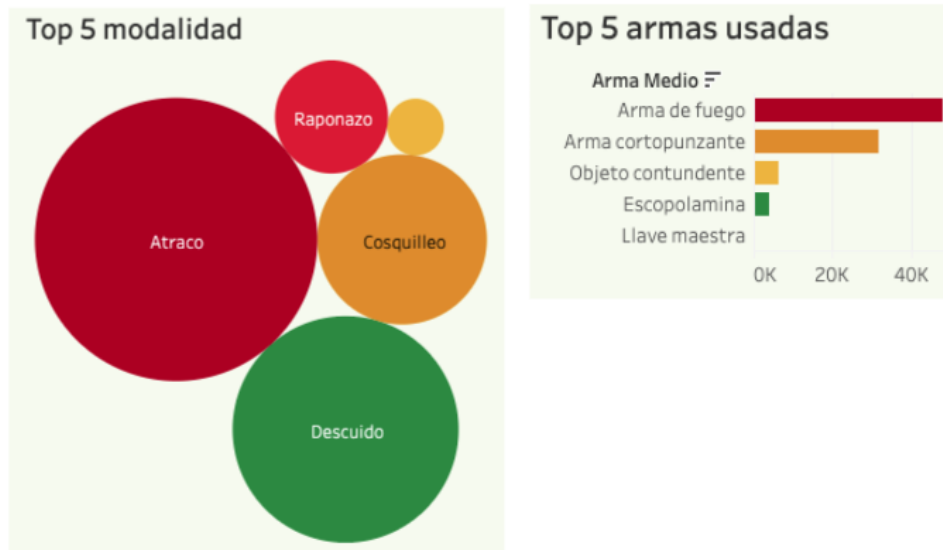 Top 5 modalidad
Raponazo
Atraco
Cosquilleo
Descuido
Top 5 armas usadas
Arma Medio
Arma de fuego
Arma cortopunzante
Objeto contundente
Escopolamina
Llave maestra
0K 20K 40K